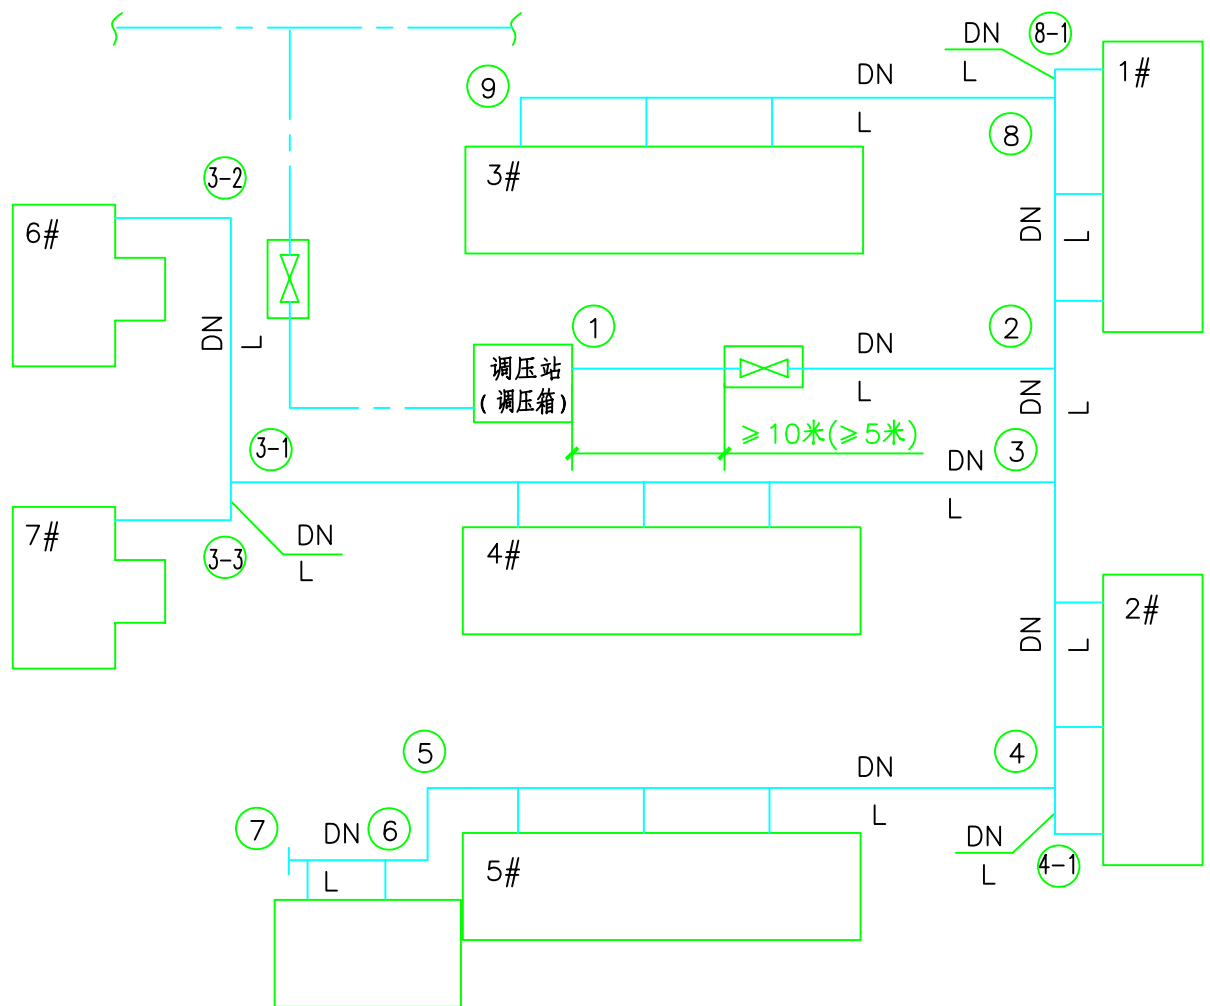 DN
8-1
L
1#
9
DN
L
8
3#
3-2
6#
DN
L
DN
L
1
2
DN
L
DN
L
调压站
(调压箱)
DN
L
≥10米(≥5米)
3-1
3
DN
L
7#
DN
L
3-3
4#
2#
DN
L
5
4
DN
L
7
DN
6
L
DN
L
4-1
5#